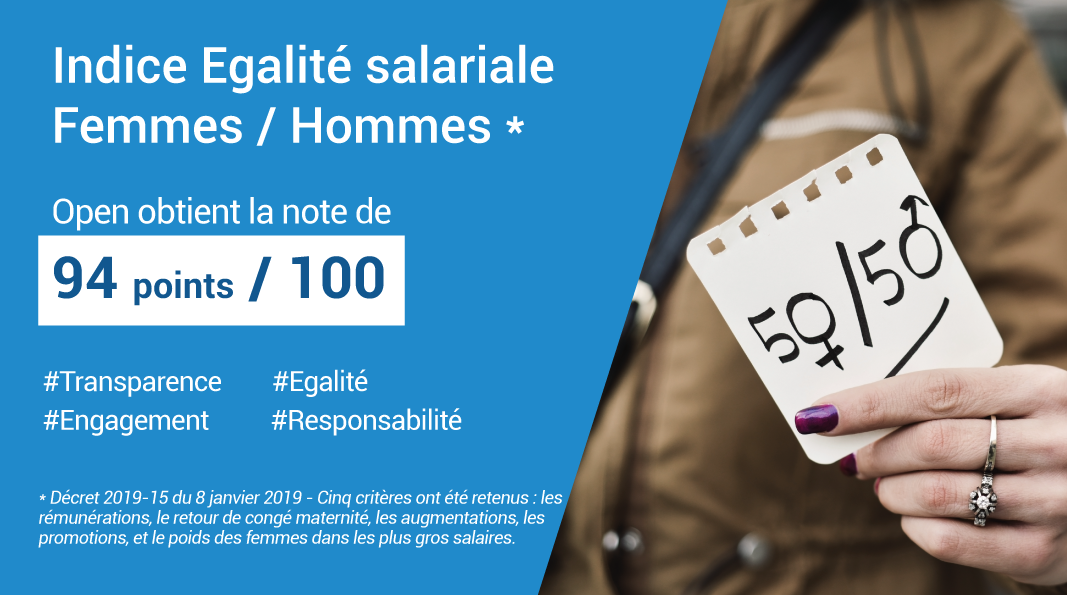 Indice Egalité salariale
Femmes / Hommes *
Open obtient la note de
94 points / 100
#Transparence #Egalité
#Engagement #Responsabilité
* Décret 2019-15 du 8 janvier 2019 - Cinq critères ont été retenus : les
rémunérations, le retour de congé maternité, les augmentations, les
promotions, et le poids des femmes dans les plus gros salaires.
50/50